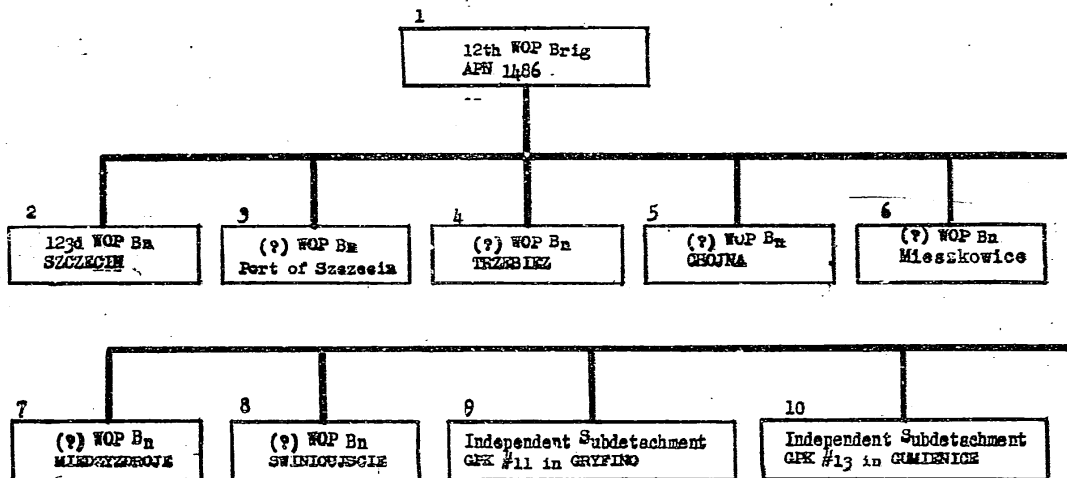 1
12th WOP Brig
APN 1486
2
123d WOP Bn
SZCZECIN
3
(?) WOP Bn
Port of Szczecin
4
(?) WOP Bn
TRZEBIEZ
5
(?) WOP Bn
CHOJNA
6
(?) WOP Bn
Mieszkowice
7
(?) WOP Bn
MIEDZYZDROJE
8
(?) WOP Bn
SWINIOUJSCIE
9
Independent Subdetachment
GPK #11 in GRYFINO
10
Independent Subdetachment
GPK #13 in GUMIENICE